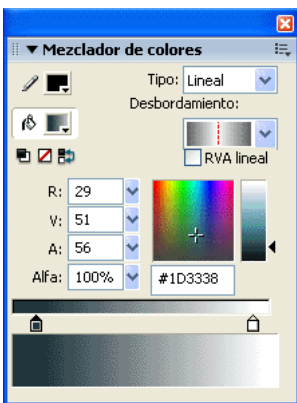 Mezclador de colores
Tipo: Lineal
Desbordamiento:
RVA lineal
R: 29
V: 51
A: 56
Alfa: 100% #1D3338